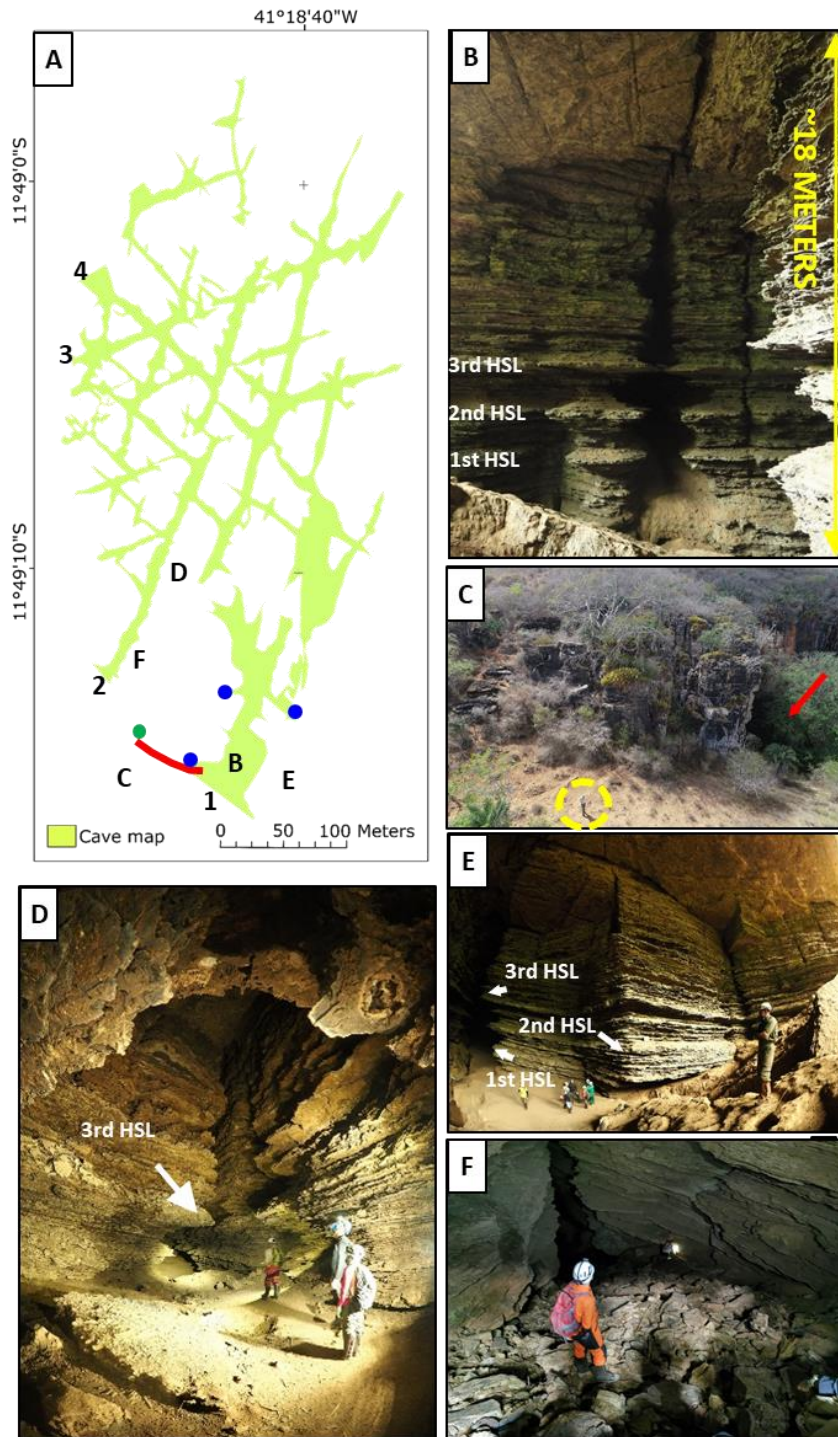 41°18'40"W
A
11°49'0"S
4
3
11°49'10"S
D
F
2
B
C
E
1
Cave map
0 50 100 Meters
B
~18 METERS
3rd HSL
2nd HSL
1st HSL
C
D
3rd HSL
E
3rd HSL
2nd HSL
1st HSL
F